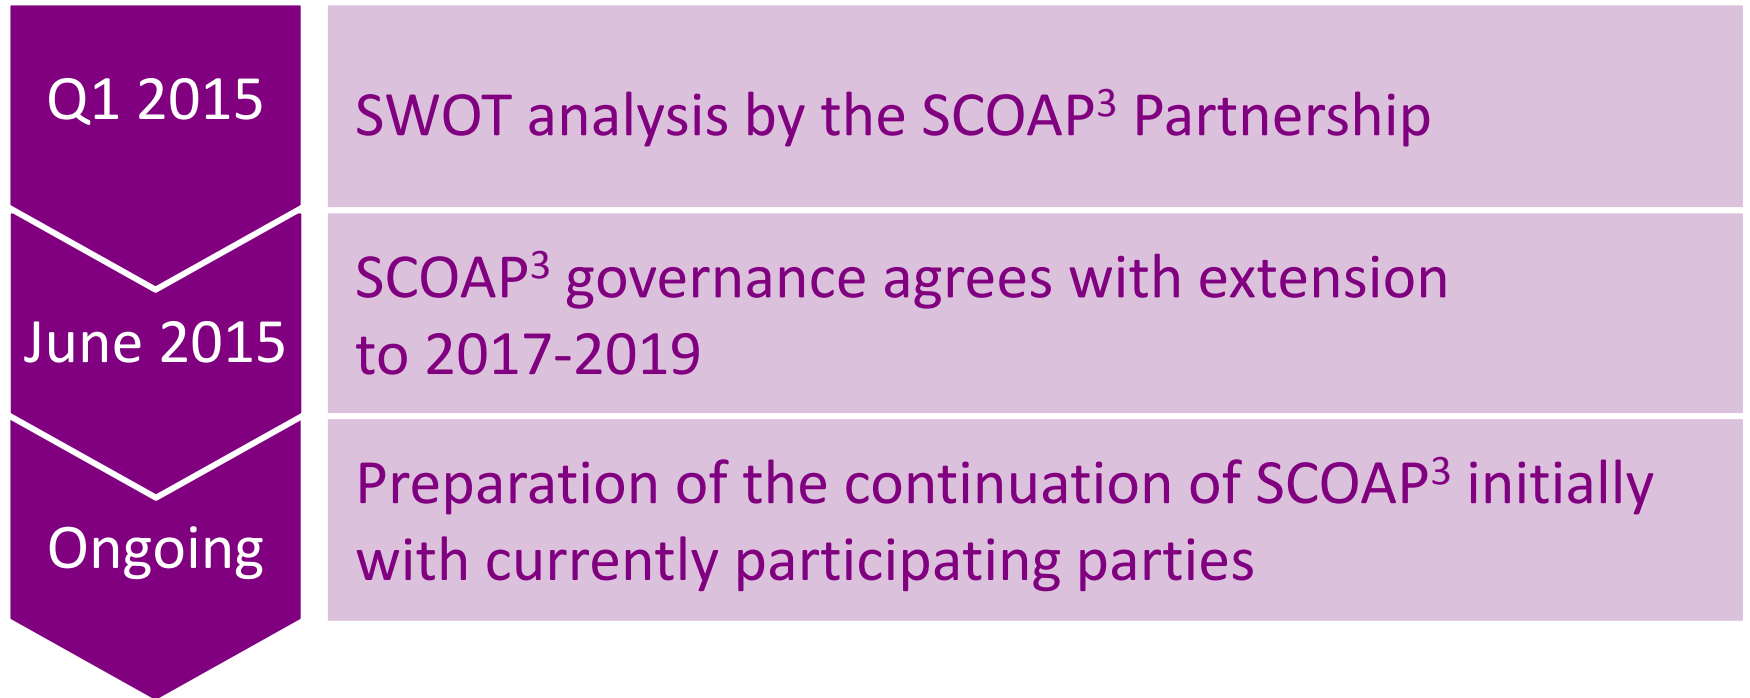 Q1 2015
SWOT analysis by the SCOAP³ Partnership
June 2015
SCOAP³ governance agrees with extension
to 2017-2019
Ongoing
Preparation of the continuation of SCOAP³ initially
with currently participating parties